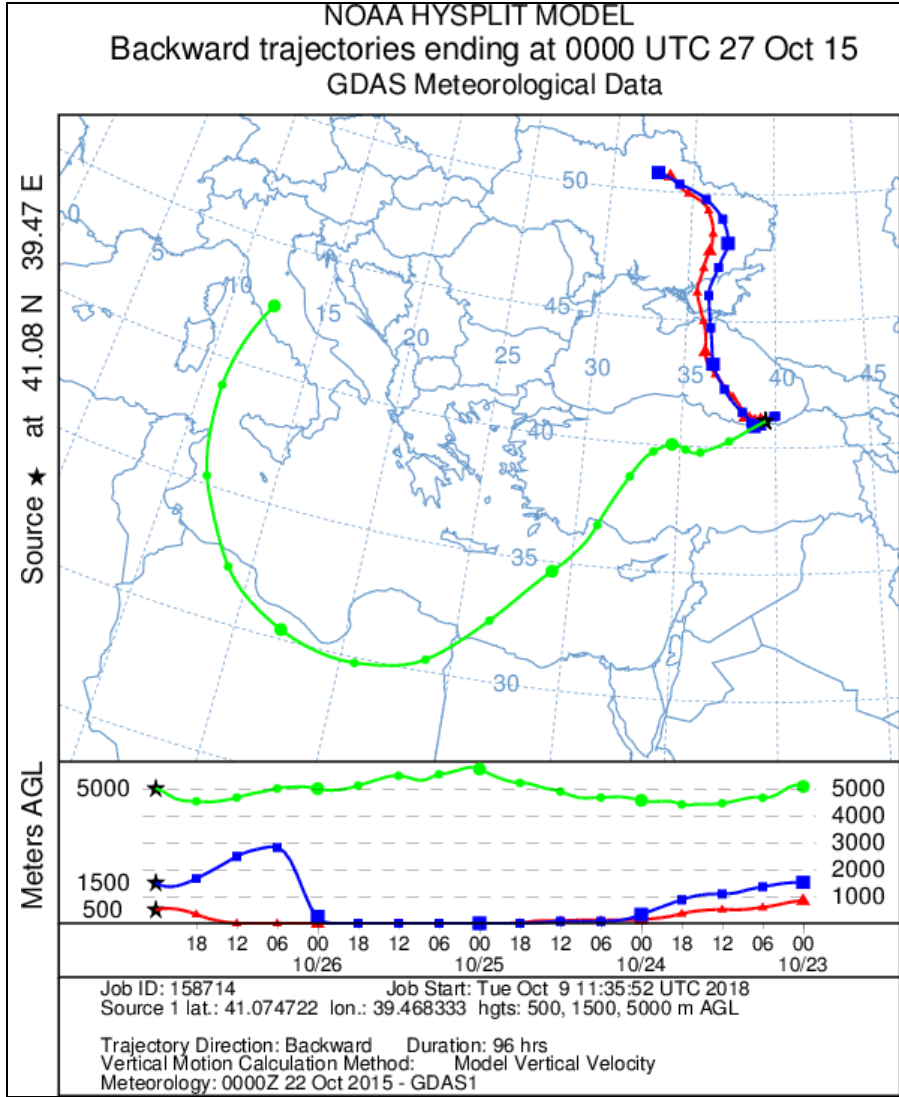 NOAA HYSPLIT MODEL
Backward trajectories ending at 0000 UTC 27 Oct 15
GDAS Meteorological Data
Source ★ at 41.08 N 39.47 E
0
5
10
10
15
20
25
30
35
40
45
50
45
40
35
30
Meters AGL
5000
1500
500
5000
4000
3000
2000
1000
18 12 06 00 18 12 06 00 18 12 06 00 18 12 06 00
10/26 10/25 10/24 10/23
Job ID: 158714 Job Start: Tue Oct 9 11:35:52 UTC 2018
Source 1 lat.: 41.074722 lon.: 39.468333 hgts: 500, 1500, 5000 m AGL
Trajectory Direction: Backward Duration: 96 hrs
Vertical Motion Calculation Method: Model Vertical Velocity
Meteorology: 0000Z 22 Oct 2015 - GDAS1